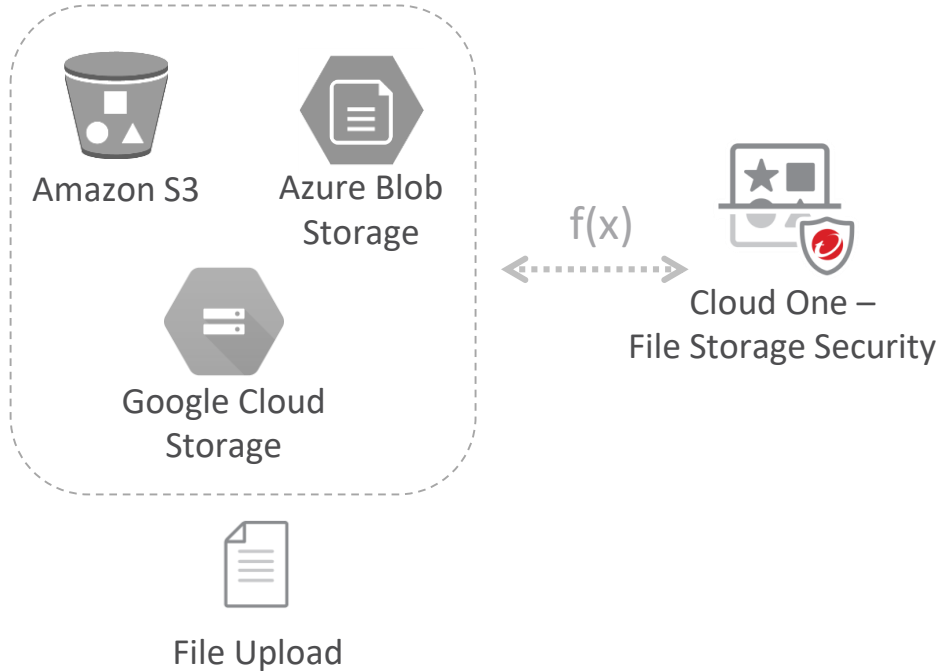 Amazon S3
Azure Blob
Storage
f(x)
Cloud One –
File Storage Security
Google Cloud
Storage
File Upload